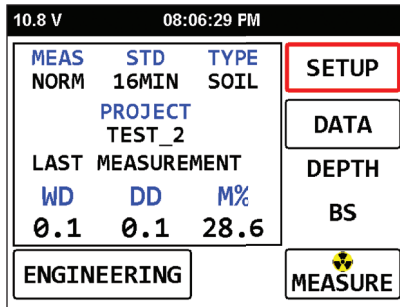 10.8 V 08:06:29 PM
MEAS STD TYPE
NORM 16MIN SOIL
PROJECT
TEST_2
LAST MEASUREMENT
WD DD M%
0.1 0.1 28.6
ENGINEERING
SETUP
DATA
DEPTH
BS
MEASURE